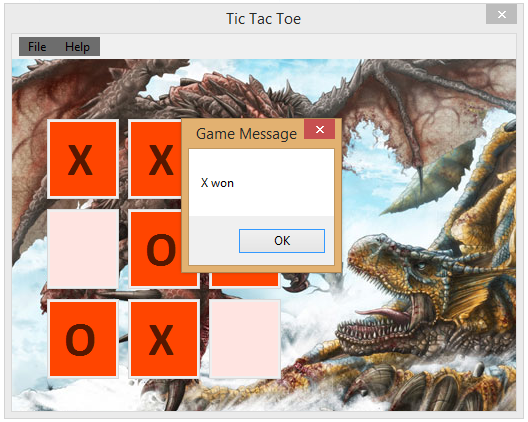 Tic Tac Toe
File Help
Game Message
X X
X won
O
OK
O X